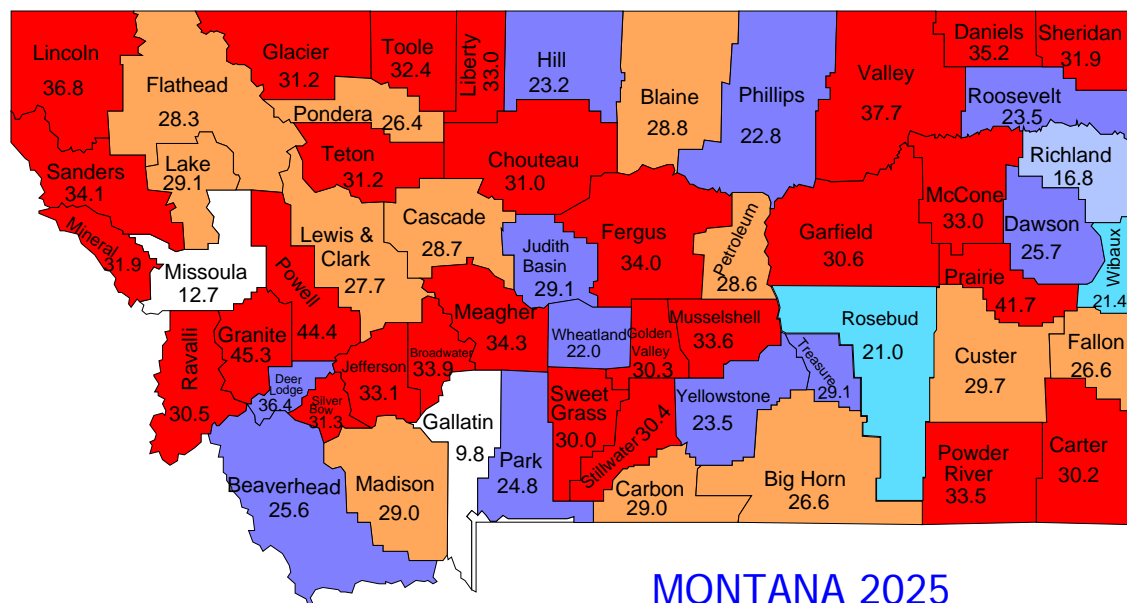 Lincoln
36.8
Flathead
28.3
Glacier
31.2
Toole
32.4
Liberty
33.0
Hill
23.2
Blaine
28.8
Phillips
22.8
Valley
37.7
Daniels
35.2
Sheridan
31.9
Roosevelt
23.5
Pondera
26.4
Teton
31.2
Chouteau
31.0
Richland
16.8
Sanders
34.1
Lake
29.1
McCone
33.0
Dawson
25.7
Wibaux
21.4
Mineral
31.9
Missoula
12.7
Powell
44.4
Lewis &
Clark
27.7
Cascade
28.7
Judith
Basin
29.1
Fergus
34.0
Petroleum
28.6
Garfield
30.6
Prairie
41.7
Ravalli
30.5
Granite
45.3
Deer
Lodge
36.4
Silver
Bow
31.3
Jefferson
33.1
Broadwater
33.9
Meagher
34.3
Wheatland
22.0
Golden
Valley
30.3
Musselshell
33.6
Rosebud
21.0
Treasure
29.1
Custer
29.7
Fallon
26.6
Gallatin
9.8
Park
24.8
Sweet
Grass
30.0
Stillwater
30.4
Yellowstone
23.5
Beaverhead
25.6
Madison
29.0
Carbon
29.0
Big Horn
26.6
Powder
River
33.5
Carter
30.2
MONTANA 2025